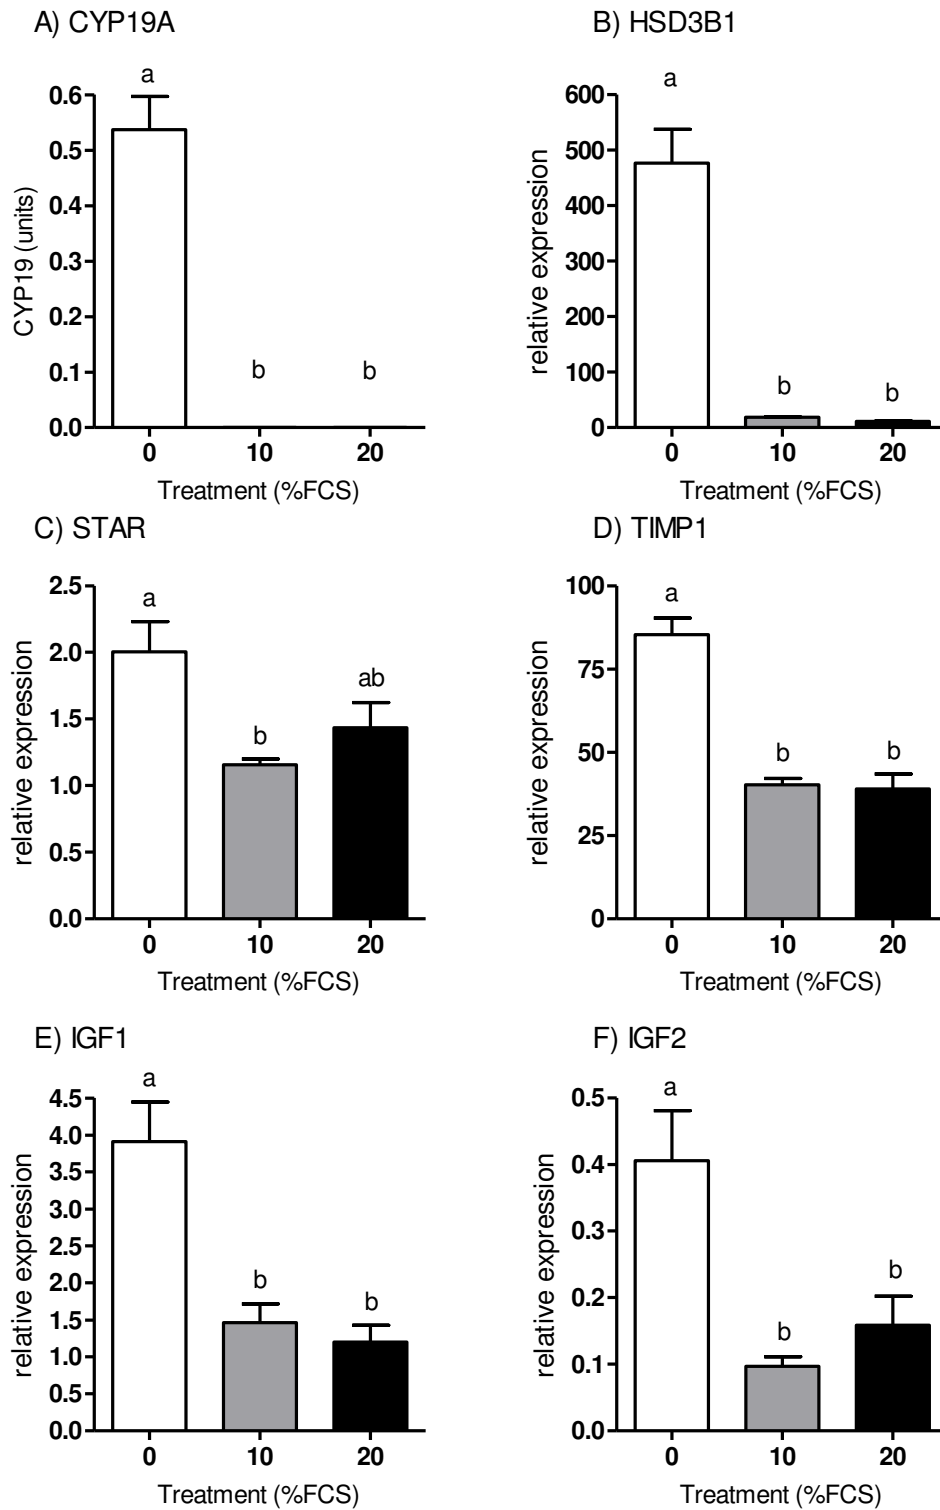 A) CYP19A
CYP19 (units)
0.6
0.5
0.4
0.3
0.2
0.1
0.0
a
b
b
0 10 20
Treatment (%FCS)
B) HSD3B1
relative expression
600
500
400
300
200
100
0
a
b
b
0 10 20
Treatment (%FCS)
C) STAR
relative expression
2.5
2.0
1.5
1.0
0.5
0.0
a
b
ab
0 10 20
Treatment (%FCS)
D) TIMP1
relative expression
100
75
50
25
0
a
b
b
0 10 20
Treatment (%FCS)
E) IGF1
relative expression
4.5
4.0
3.5
3.0
2.5
2.0
1.5
1.0
0.5
0.0
a
b
b
0 10 20
Treatment (%FCS)
F) IGF2
relative expression
0.5
0.4
0.3
0.2
0.1
0.0
a
b
b
0 10 20
Treatment (%FCS)